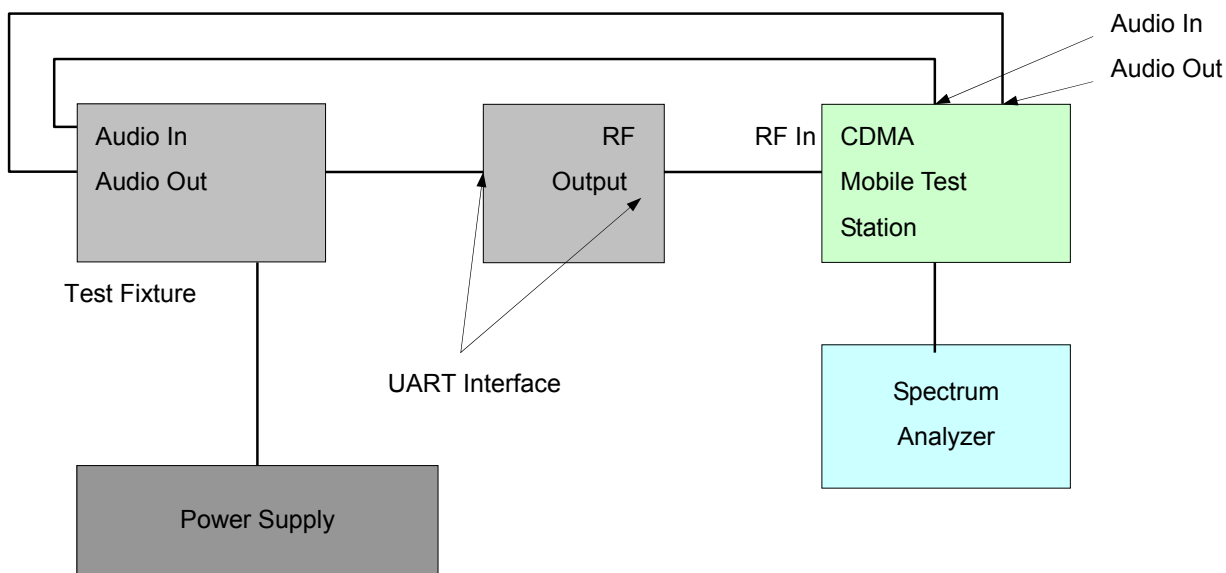 Audio In
Audio Out
Audio In
Audio Out
RF
Output
RF In
CDMA
Mobile Test
Station
Test Fixture
UART Interface
Spectrum
Analyzer
Power Supply